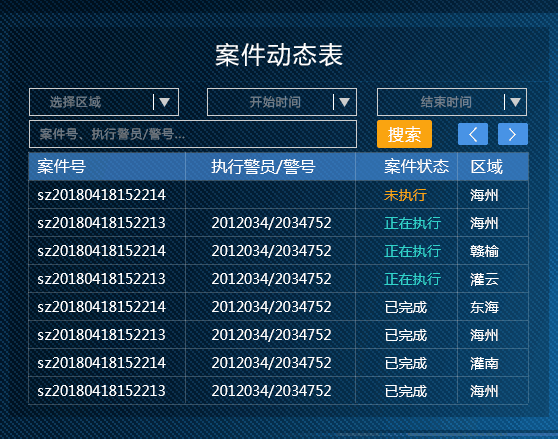 案件动态表
选择区域 开始时间 结束时间
案件号、执行警员/警号... 搜索
案件号 执行警员/警号 案件状态 区域
sz20180418152214 未执行 海州
sz20180418152213 2012034/2034752 正在执行 海州
sz20180418152214 2012034/2034752 正在执行 赣榆
sz20180418152213 2012034/2034752 正在执行 灌云
sz20180418152214 2012034/2034752 已完成 东海
sz20180418152213 2012034/2034752 已完成 海州
sz20180418152214 2012034/2034752 已完成 灌南
sz20180418152213 2012034/2034752 已完成 海州